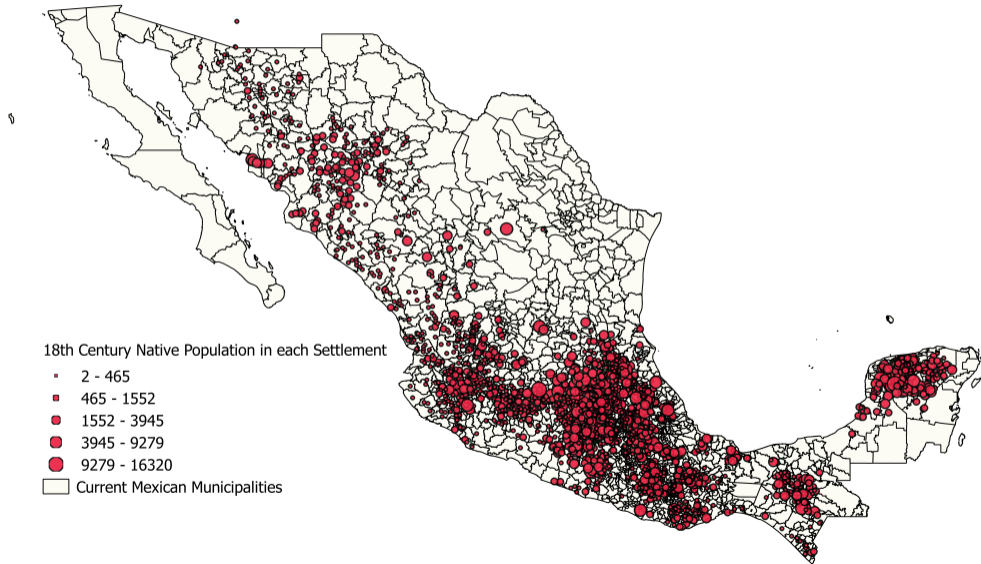 18th Century Native Population in each Settlement
2 - 465
465 - 1552
1552 - 3945
3945 - 9279
9279 - 16320
Current Mexican Municipalities